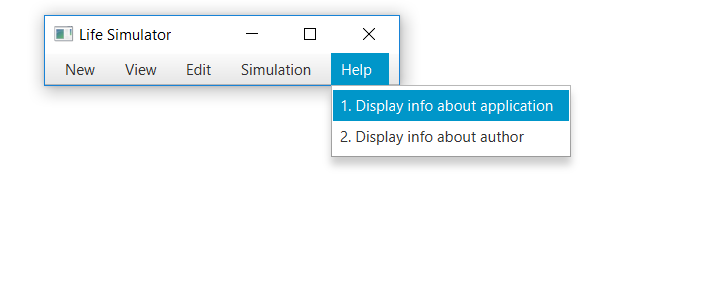 Life Simulator
New View Edit Simulation Help
1. Display info about application
2. Display info about author